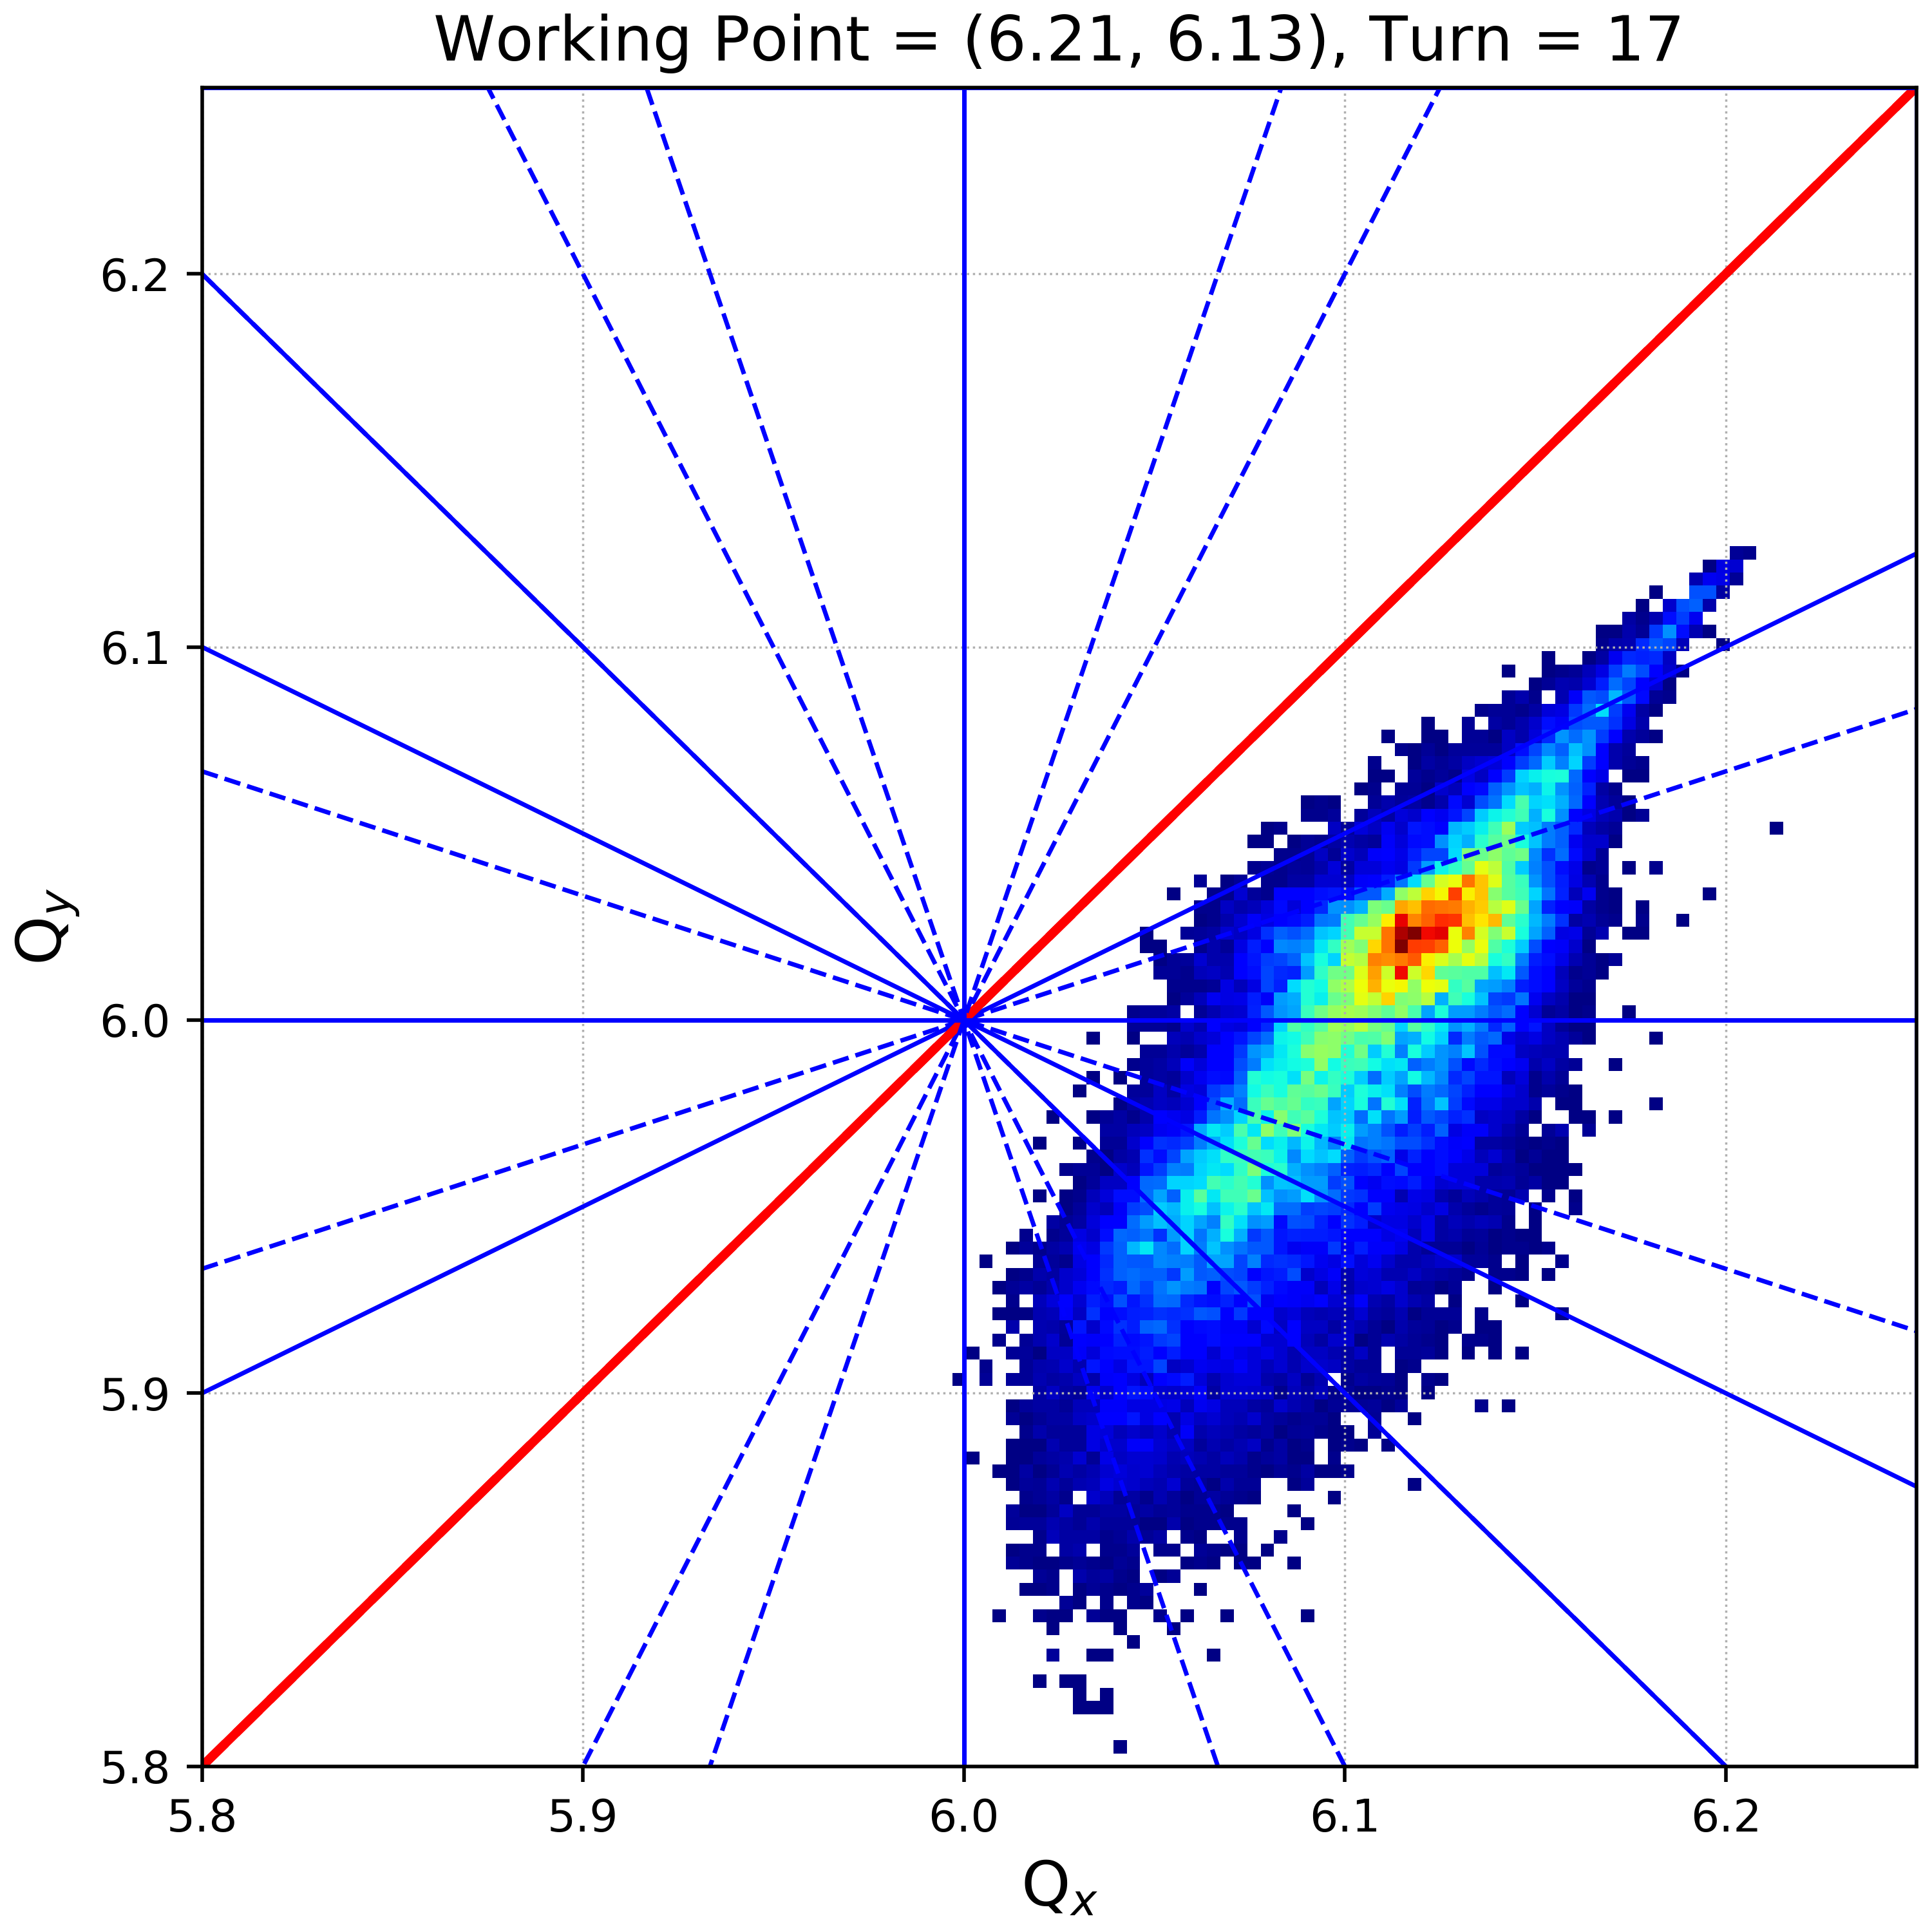 Working Point = (6.21, 6.13), Turn = 17
6.2
6.1
6.0
5.9
5.8
Qy
5.8 5.9 6.0 6.1 6.2
Qx